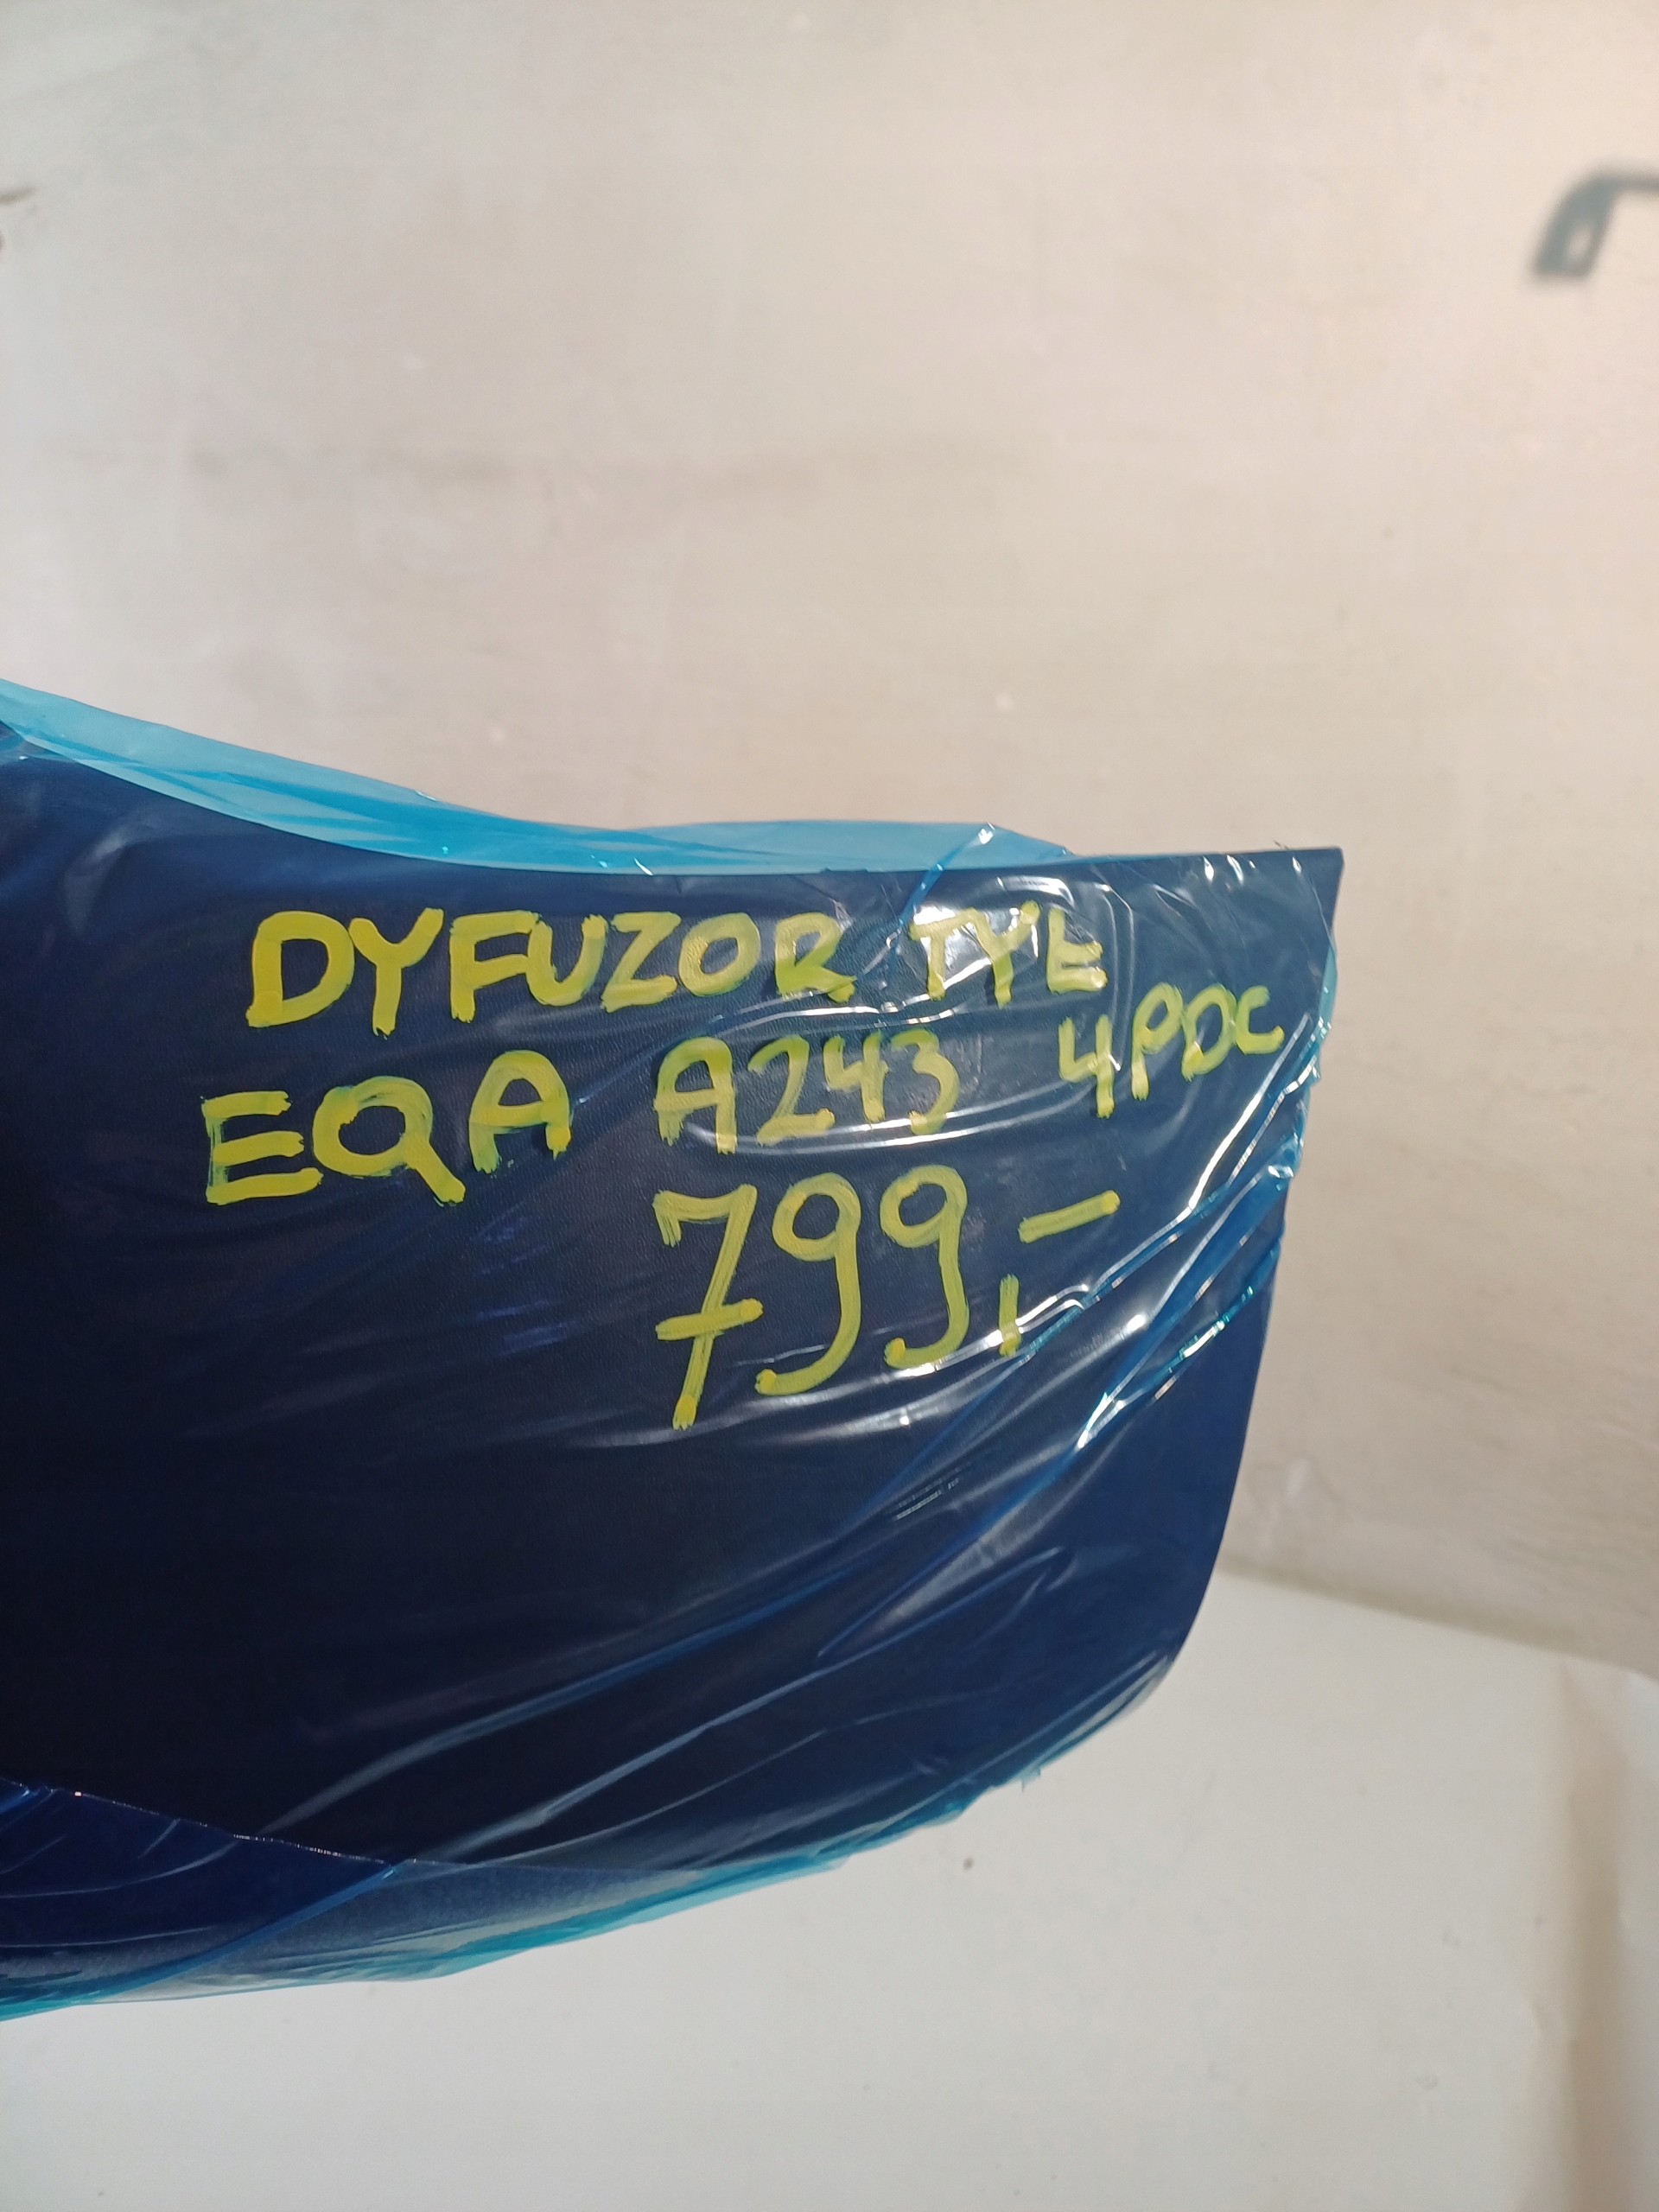 DYFUZOR TYŁ
EQA A243 4PDC
799,-